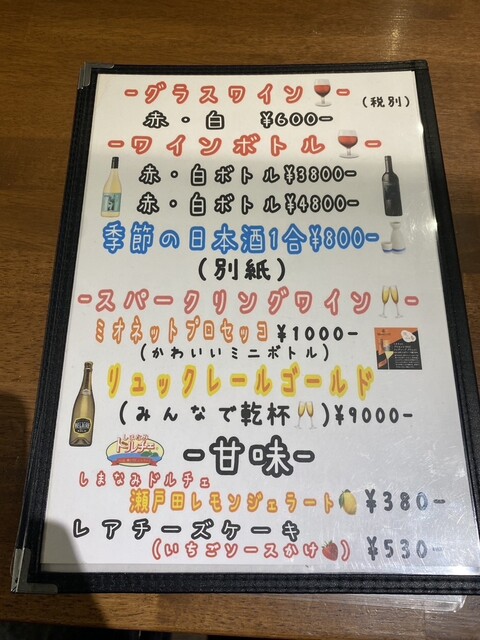 -グラスワイン🍷-
(税別)
赤・白 ¥600-
-ワインボトル🍷-
赤・白ボトル¥3800-
赤・白ボトル¥4800-
季節の日本酒1合¥800-
(別紙)
-スパークリングワイン🥂-
ミオネットプロセッコ¥1000-
(かわいいミニボトル)
リュックレールゴールド
(みんなで乾杯🥂)¥9000-
ドルチェ
-甘味-
しまなみドルチェ
瀬戸田レモンジェラート🍋¥380-
レアチーズケーキ
(いちごソースかけ🍓) ¥530-